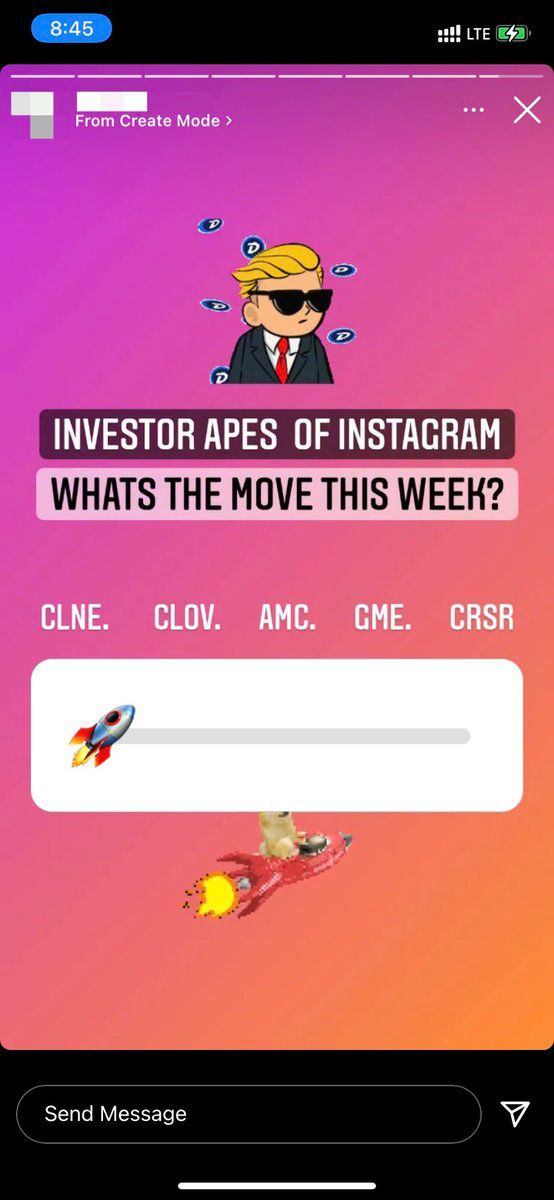 8:45
LTE
From Create Mode >
INVESTOR APES OF INSTAGRAM
WHATS THE MOVE THIS WEEK?
CLNE. CLOV. AMC. GME. CRSR
Send Message